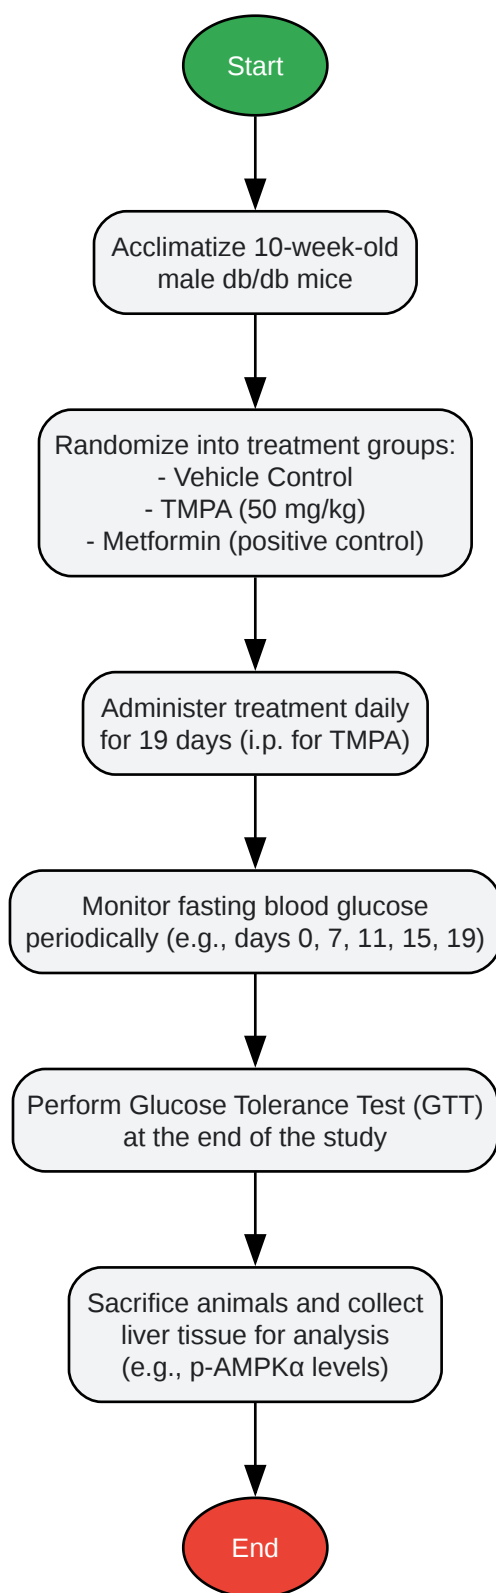 Start
Acclimatize 10-week-old
male db/db mice
Randomize into treatment groups:
- Vehicle Control
- TMPA (50 mg/kg)
- Metformin (positive control)
Administer treatment daily
for 19 days (i.p. for TMPA)
Monitor fasting blood glucose
periodically (e.g., days 0, 7, 11, 15, 19)
Perform Glucose Tolerance Test (GTT)
at the end of the study
Sacrifice animals and collect
liver tissue for analysis
(e.g., p-AMPKα levels)
End